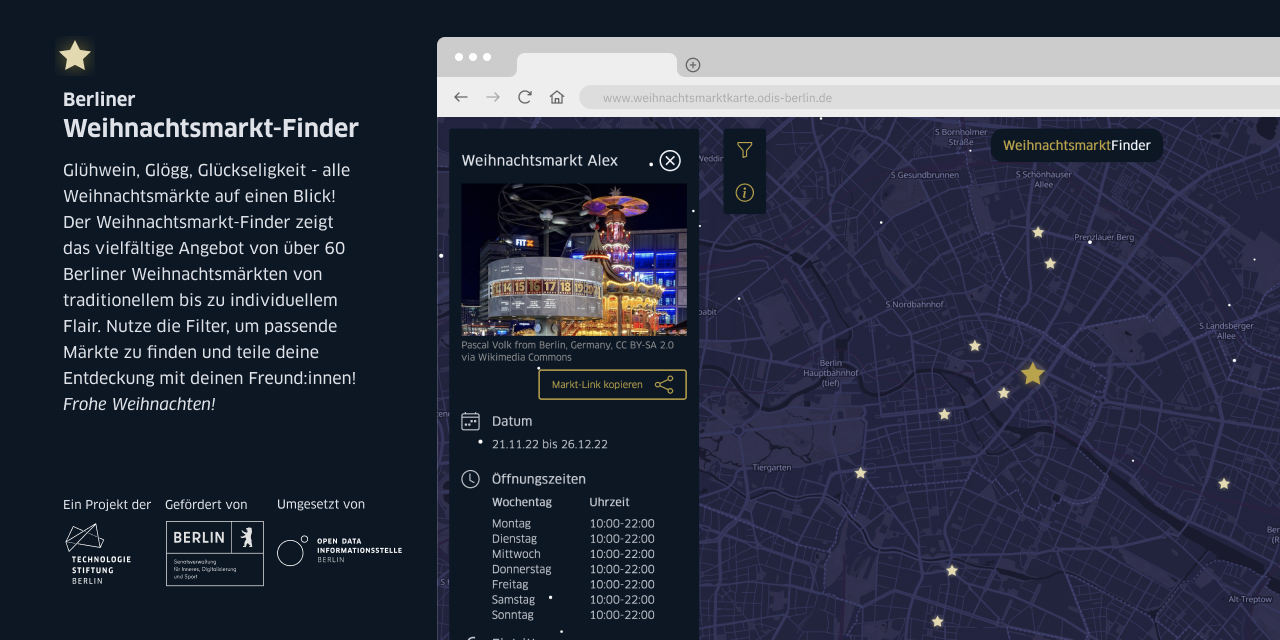 Berliner
Weihnachtsmarkt-Finder
Glühwein, Glögg, Glückseligkeit - alle
Weihnachtsmärkte auf einen Blick!
Der Weihnachtsmarkt-Finder zeigt
das vielfältige Angebot von über 60
Berliner Weihnachtsmärkten von
traditionellem bis zu individuellem
Flair. Nutze die Filter, um passende
Märkte zu finden und teile deine
Entdeckung mit deinen Freund:innen!
Frohe Weihnachten!
Ein Projekt der
TECHNOLOGIE
STIFTUNG
BERLIN
Gefördert von
BERLIN
Senatsverwaltung
für Inneres, Digitalisierung
und Sport
Umgesetzt von
OPEN DATA
INFORMATIONSSTELLE
BERLIN
www.weihnachtsmarktkarte.odis-berlin.de
Weihnachtsmarkt Alex
FITX
14 15 16 17 18 19
Pascal Volk from Berlin, Germany, CC BY-SA 2.0
via Wikimedia Commons
Markt-Link kopieren
Datum
21.11.22 bis 26.12.22
Öffnungszeiten
Wochentag Uhrzeit
Montag 10:00-22:00
Dienstag 10:00-22:00
Mittwoch 10:00-22:00
Donnerstag 10:00-22:00
Freitag 10:00-22:00
Samstag 10:00-22:00
Sonntag 10:00-22:00
WeihnachtsmarktFinder
S Bornholmer
Straße
S Gesundbrunnen
S Schönhauser
Allee
Prenzlauer Berg
S Nordbahnhof
S Landsberger
Allee
Berlin
Hauptbahnhof
(tief)
Tiergarten
Alt-Treptow